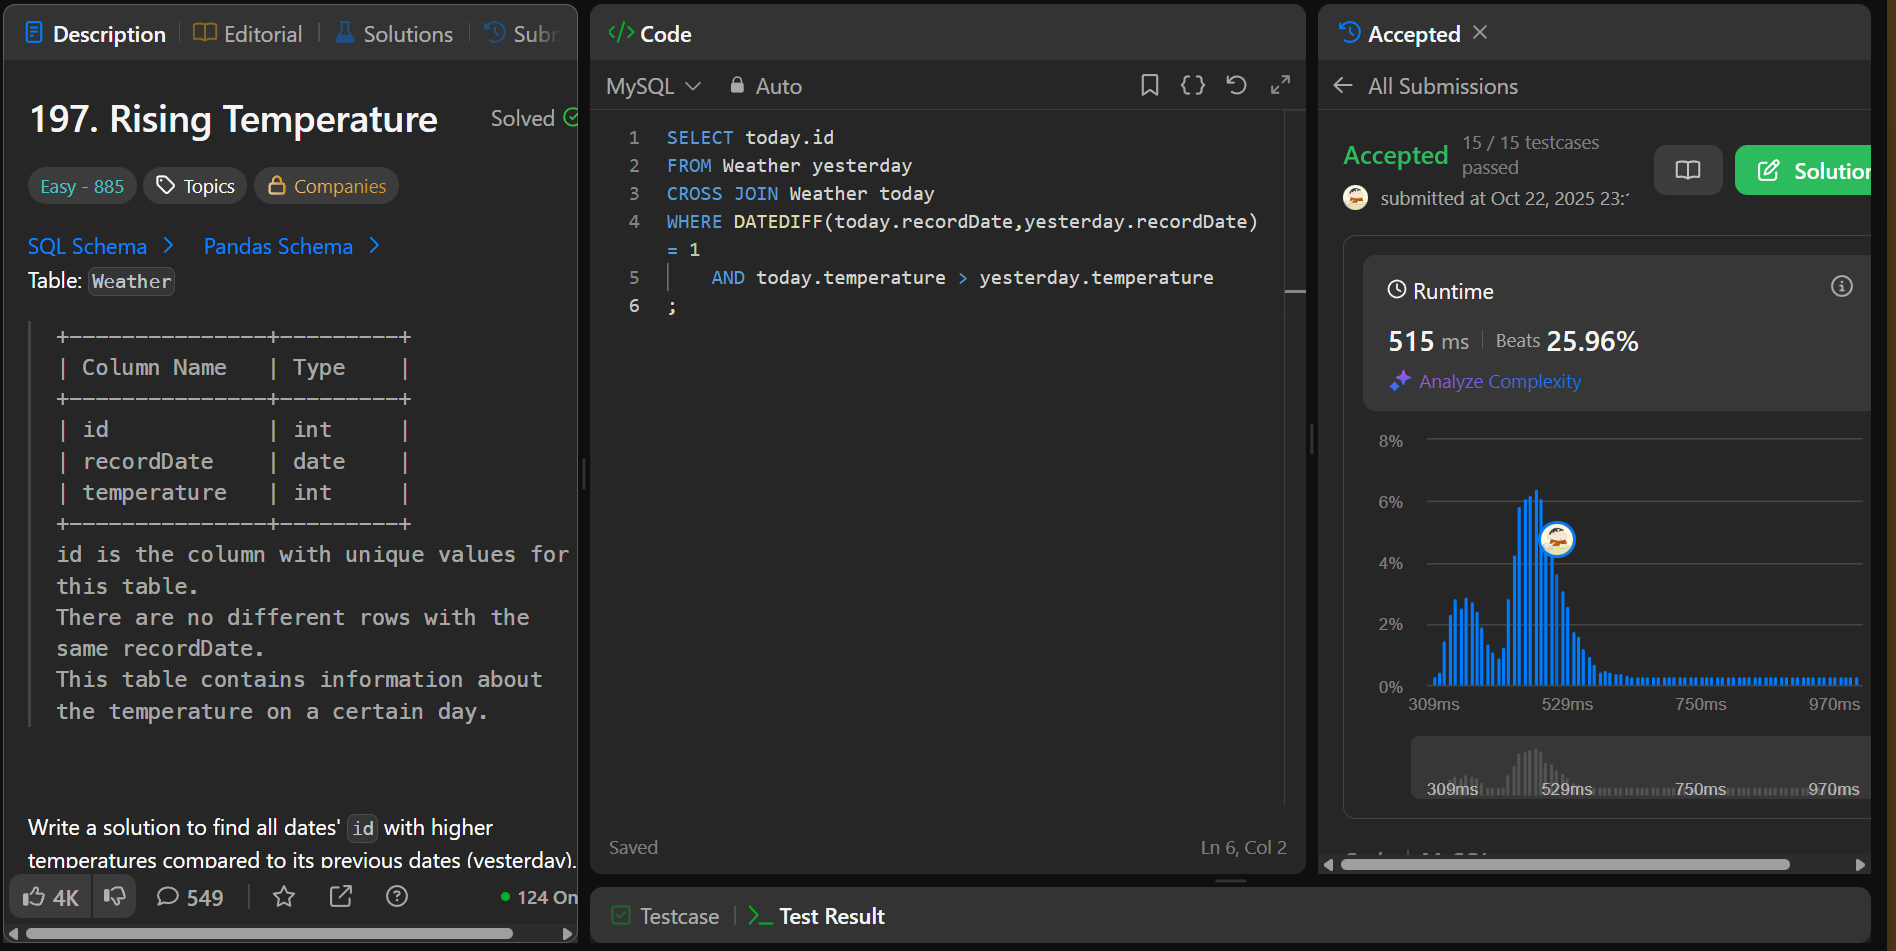 Description
Editorial
Solutions
197. Rising Temperature
Solved
Easy - 885
Topics
Companies
SQL Schema
Pandas Schema
Table: Weather
+---------------+---------+
| Column Name   | Type    |
+---------------+---------+
| id            | int     |
| recordDate    | date    |
| temperature   | int     |
+---------------+---------+
id is the column with unique values for
this table.
There are no different rows with the
same recordDate.
This table contains information about
the temperature on a certain day.
Write a solution to find all dates' id with higher
temperatures compared to its previous dates (yesterday).
4K
549
124 On
</> Code
MySQL
Auto
{}
1 SELECT today.id
2 FROM Weather yesterday
3 CROSS JOIN Weather today
4 WHERE DATEDIFF(today.recordDate,yesterday.recordDate)
= 1
5 AND today.temperature > yesterday.temperature
6 ;
Saved
Ln 6, Col 2
Testcase
>_ Test Result
Accepted
All Submissions
Accepted
15 / 15 testcases
passed
submitted at Oct 22, 2025 23:
Solution
Runtime
515 ms
Beats 25.96%
Analyze Complexity
8%
6%
4%
2%
0%
309ms
529ms
750ms
970ms
309ms
529ms
750ms
970ms